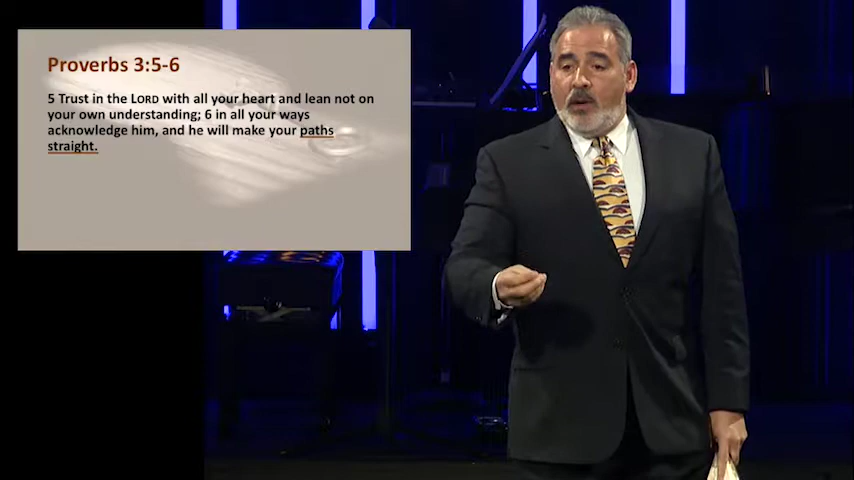 Proverbs 3:5-6
5 Trust in the LORD with all your heart and lean not on
your own understanding; 6 in all your ways
acknowledge him, and he will make your paths
straight.